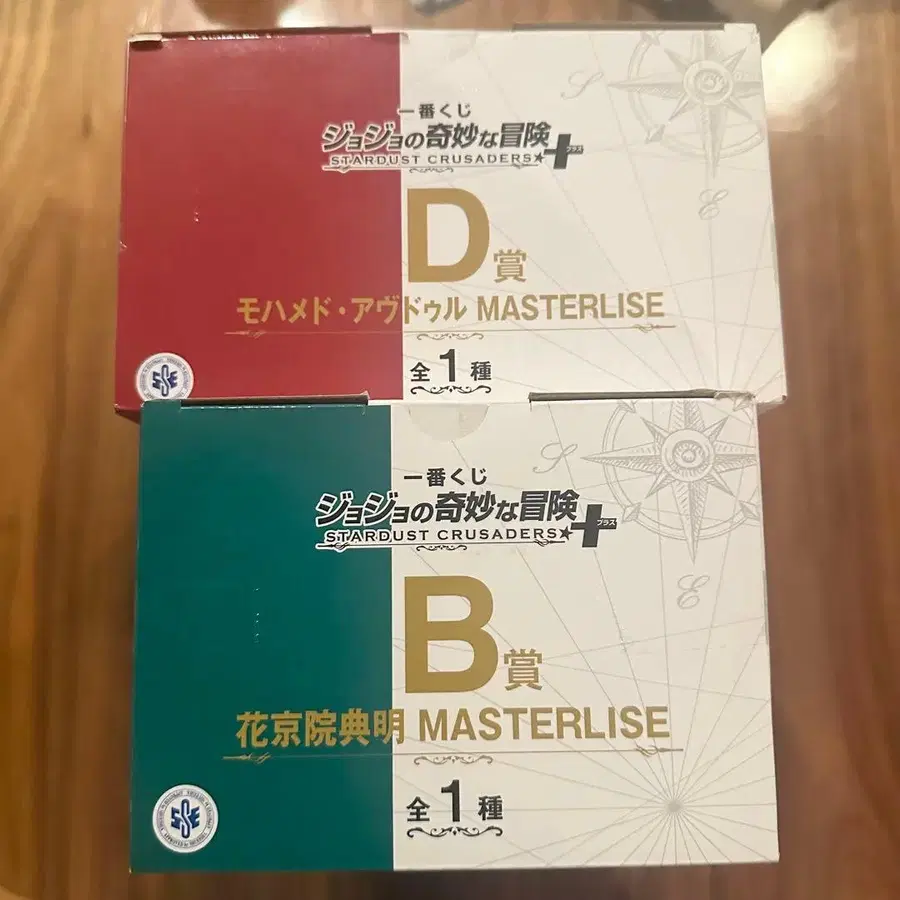 一番くじ
ジョジョの奇妙な冒険
STARDUST CRUSADERS★+プラス
D賞
モハメド・アヴドゥル MASTERLISE
全1種
S
E
一番くじ
ジョジョの奇妙な冒険
STARDUST CRUSADERS★+プラス
B賞
花京院典明 MASTERLISE
全1種
S
E